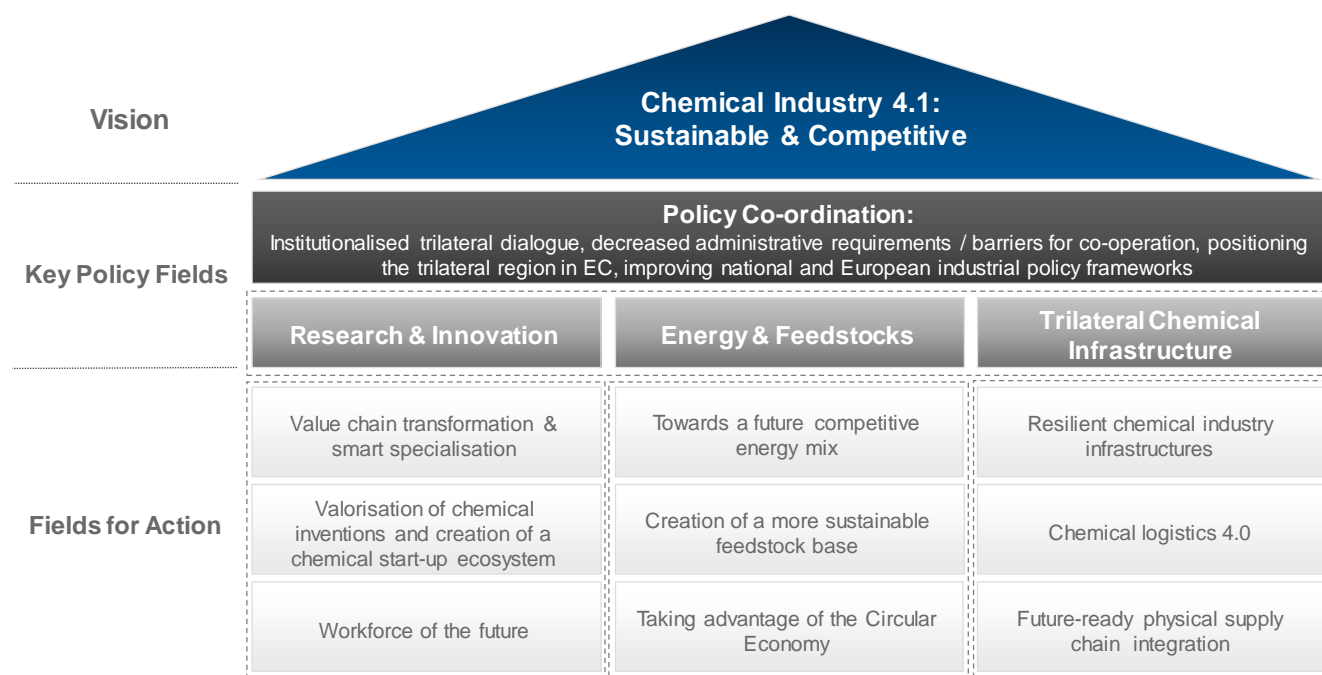 Vision
Chemical Industry 4.1:
Sustainable & Competitive
Key Policy Fields
Policy Co-ordination:
Institutionalised trilateral dialogue, decreased administrative requirements / barriers for co-operation, positioning
the trilateral region in EC, improving national and European industrial policy frameworks
Research & Innovation
Energy & Feedstocks
Trilateral Chemical
Infrastructure
Fields for Action
Value chain transformation &
smart specialisation
Towards a future competitive
energy mix
Resilient chemical industry
infrastructures
Valorisation of chemical
inventions and creation of a
chemical start-up ecosystem
Creation of a more sustainable
feedstock base
Chemical logistics 4.0
Workforce of the future
Taking advantage of the Circular
Economy
Future-ready physical supply
chain integration